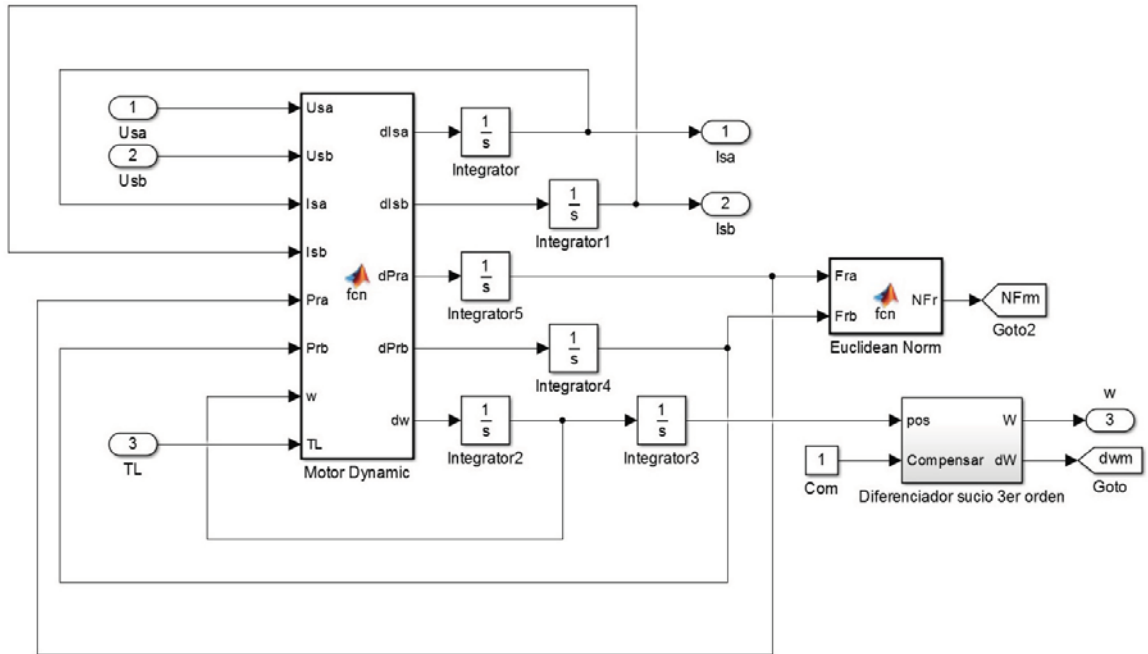 1
Usa
2
Usb
3
TL
Usa
Usb
Isa
Isb
Pra
Prb
w
TL
fcn
dIsa
dIsb
dPra
dPrb
dw
Motor Dynamic
1
s
Integrator
1
s
Integrator1
1
s
Integrator5
1
s
Integrator4
1
s
Integrator2
1
s
Integrator3
1
Isa
2
Isb
Fra
Frb
fcn
NFr
Euclidean Norm
NFrm
Goto2
1
Com
pos
Compensar
W
dW
Diferenciador sucio 3er orden
w
3
dwm
Goto